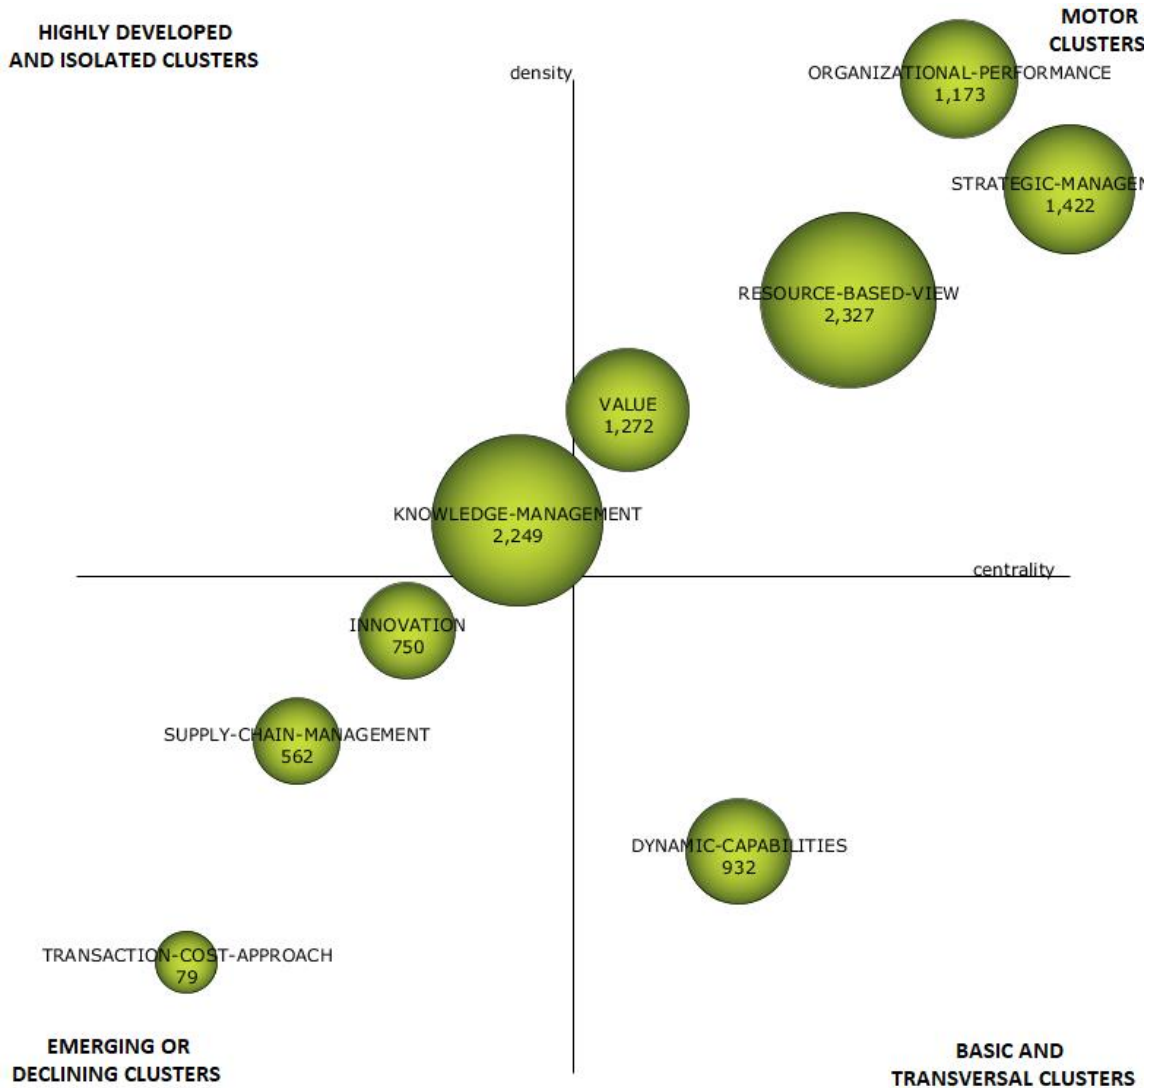 HIGHLY DEVELOPED
AND ISOLATED CLUSTERS
MOTOR
CLUSTERS
density
ORGANIZATIONAL-PERFORMANCE
1,173
STRATEGIC-MANAGEM
1,422
RESOURCE-BASED-VIEW
2,327
VALUE
1,272
KNOWLEDGE-MANAGEMENT
2,249
centrality
INNOVATION
750
SUPPLY-CHAIN-MANAGEMENT
562
DYNAMIC-CAPABILITIES
932
TRANSACTION-COST-APPROACH
79
EMERGING OR
DECLINING CLUSTERS
BASIC AND
TRANSVERSAL CLUSTERS